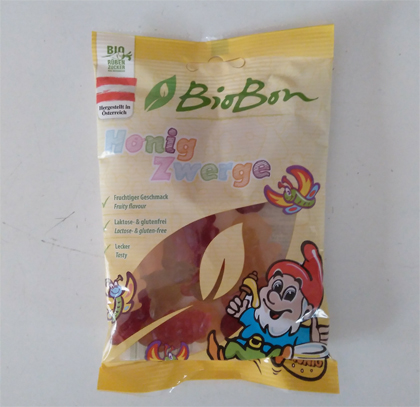 BIO
RÜBEN
ZUCKER
Hergestellt in
Österreich
BioBon
Honig
Zwerge
Fruchtiger Geschmack
Fruity flavour
Laktose- & glutenfrei
Lactose- & gluten-free
Lecker
Tasty
HONIG